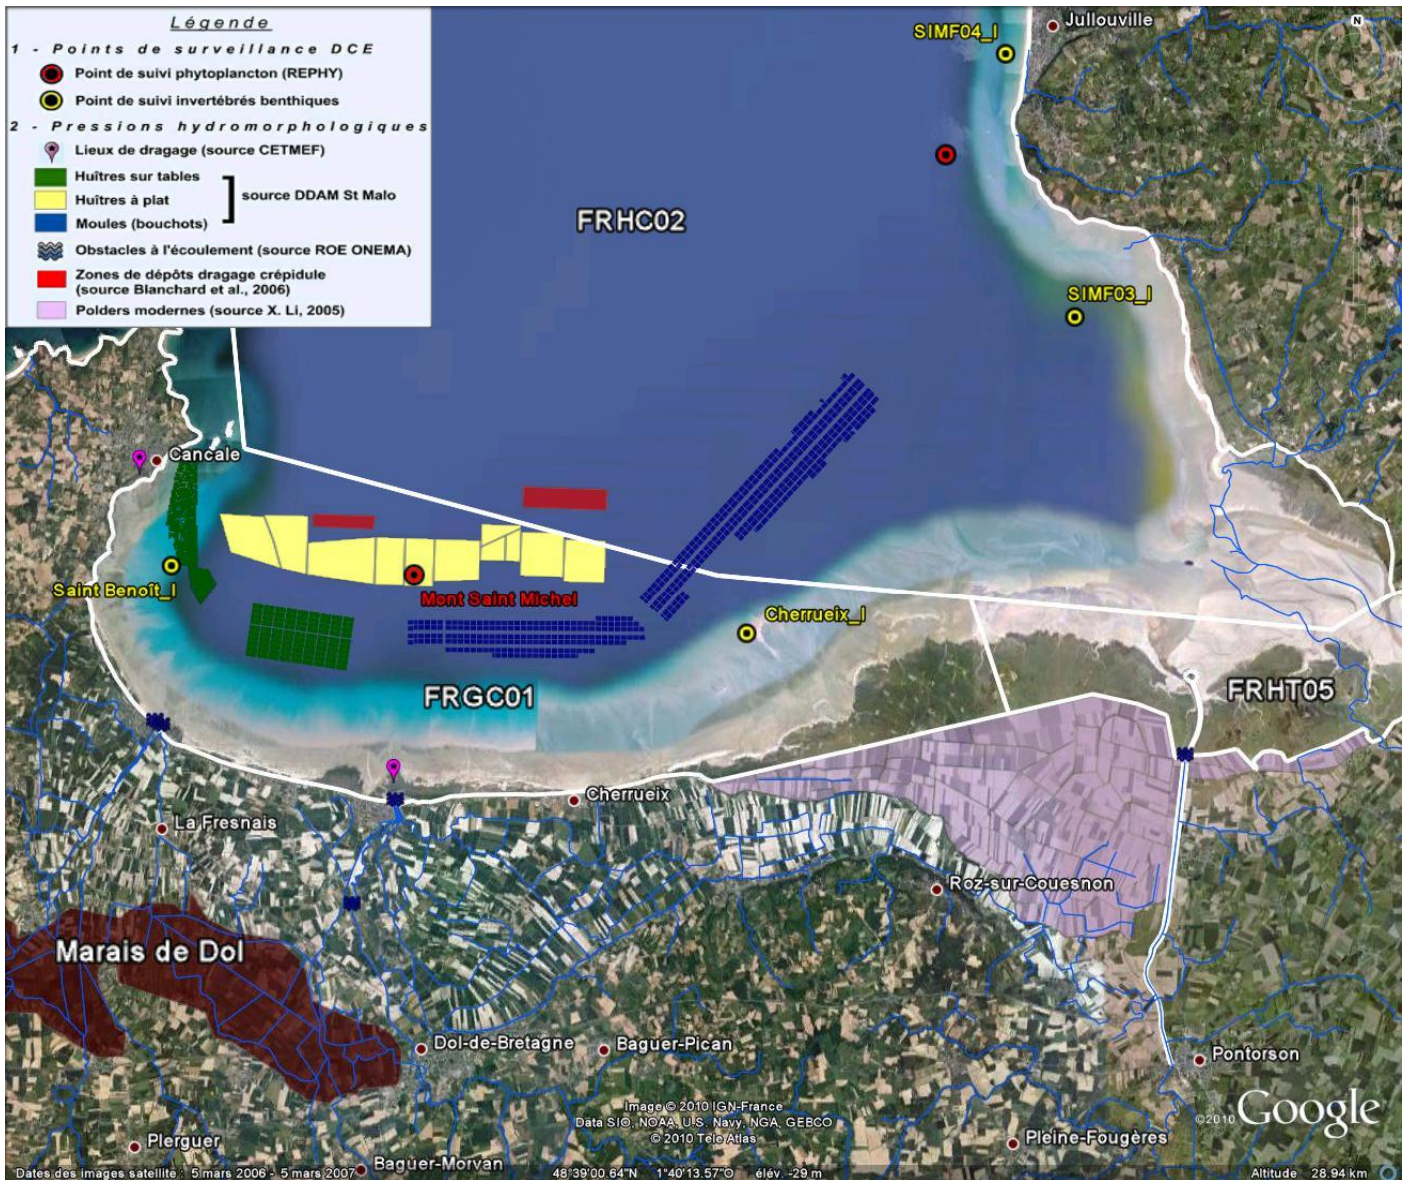 Légende
1 - Points de surveillance DCE
Point de suivi phytoplancton (REPHY)
Point de suivi invertébrés benthiques
2 - Pressions hydromorphologiques
Lieux de dragage (source CETMEF)
Huîtres sur tables
Huîtres à plat
source DDAM St Malo
Moules (bouchots)
Obstacles à l'écoulement (source ROE ONEMA)
Zones de dépôts dragage crépidule
(source Blanchard et al., 2006)
Polders modernes (source X. Li, 2005)
Jullouville
N
SIMF04_I
FRHC02
SIMF03_I
Cancale
Saint Benoît_I
Mont Saint Michel
Cherrueix_I
FRGC01
FRHT05
Cherrueix
La Fresnais
Roz-sur-Couesnon
Marais de Dol
Dol-de-Bretagne
Baguer-Pican
Pontorson
Image © 2010 IGN-France
Data SIO, NOAA, U.S. Navy, NGA, GEBCO
© 2010 Tele Atlas
©2010 Google
Plerguer
Pleine-Fougères
Baguer-Morvan
Dates des images satellite : 5 mars 2006 - 5 mars 2007
48°39'00.64"N 1°40'13.57"O élév. -29 m
Altitude 28.94 km